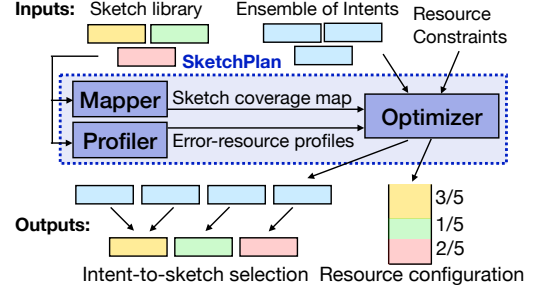 Inputs:
Sketch library
Ensemble of Intents
Resource
Constraints
SketchPlan
Mapper
Sketch coverage map
Optimizer
Profiler
Error-resource profiles
Outputs:
3/5
1/5
2/5
Intent-to-sketch selection
Resource configuration